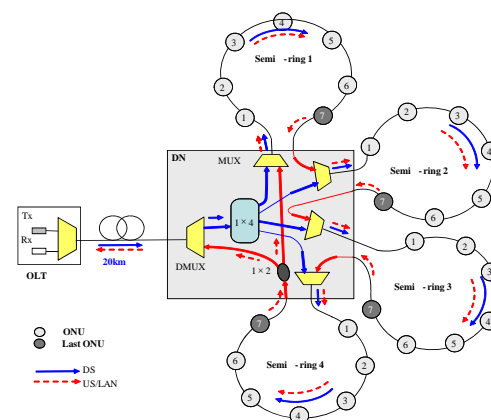 4
3
5
Semi - ring 1
2
6
1
7
DN
MUX
1
2
3
4
Semi - ring 2
7
6
5
Tx
Rx
OLT
20km
DMUX
1 × 4
1 × 2
1
2
3
Semi - ring 3
4
7
6
5
7
1
6
2
Semi - ring 4
5
3
4
ONU
Last ONU
DS
US/LAN